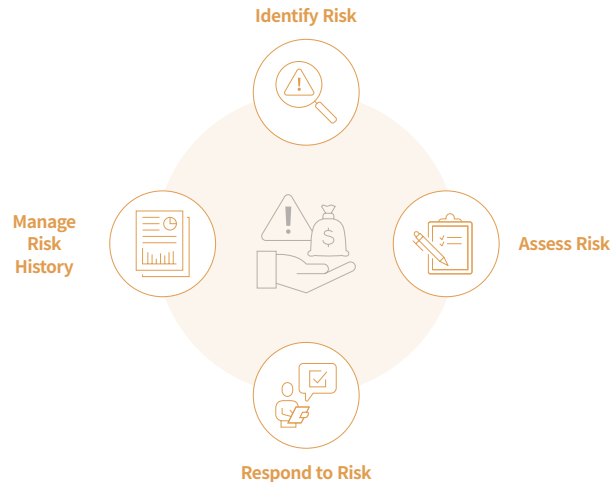 Identify Risk
Manage
Risk
History
$
Assess Risk
Respond to Risk